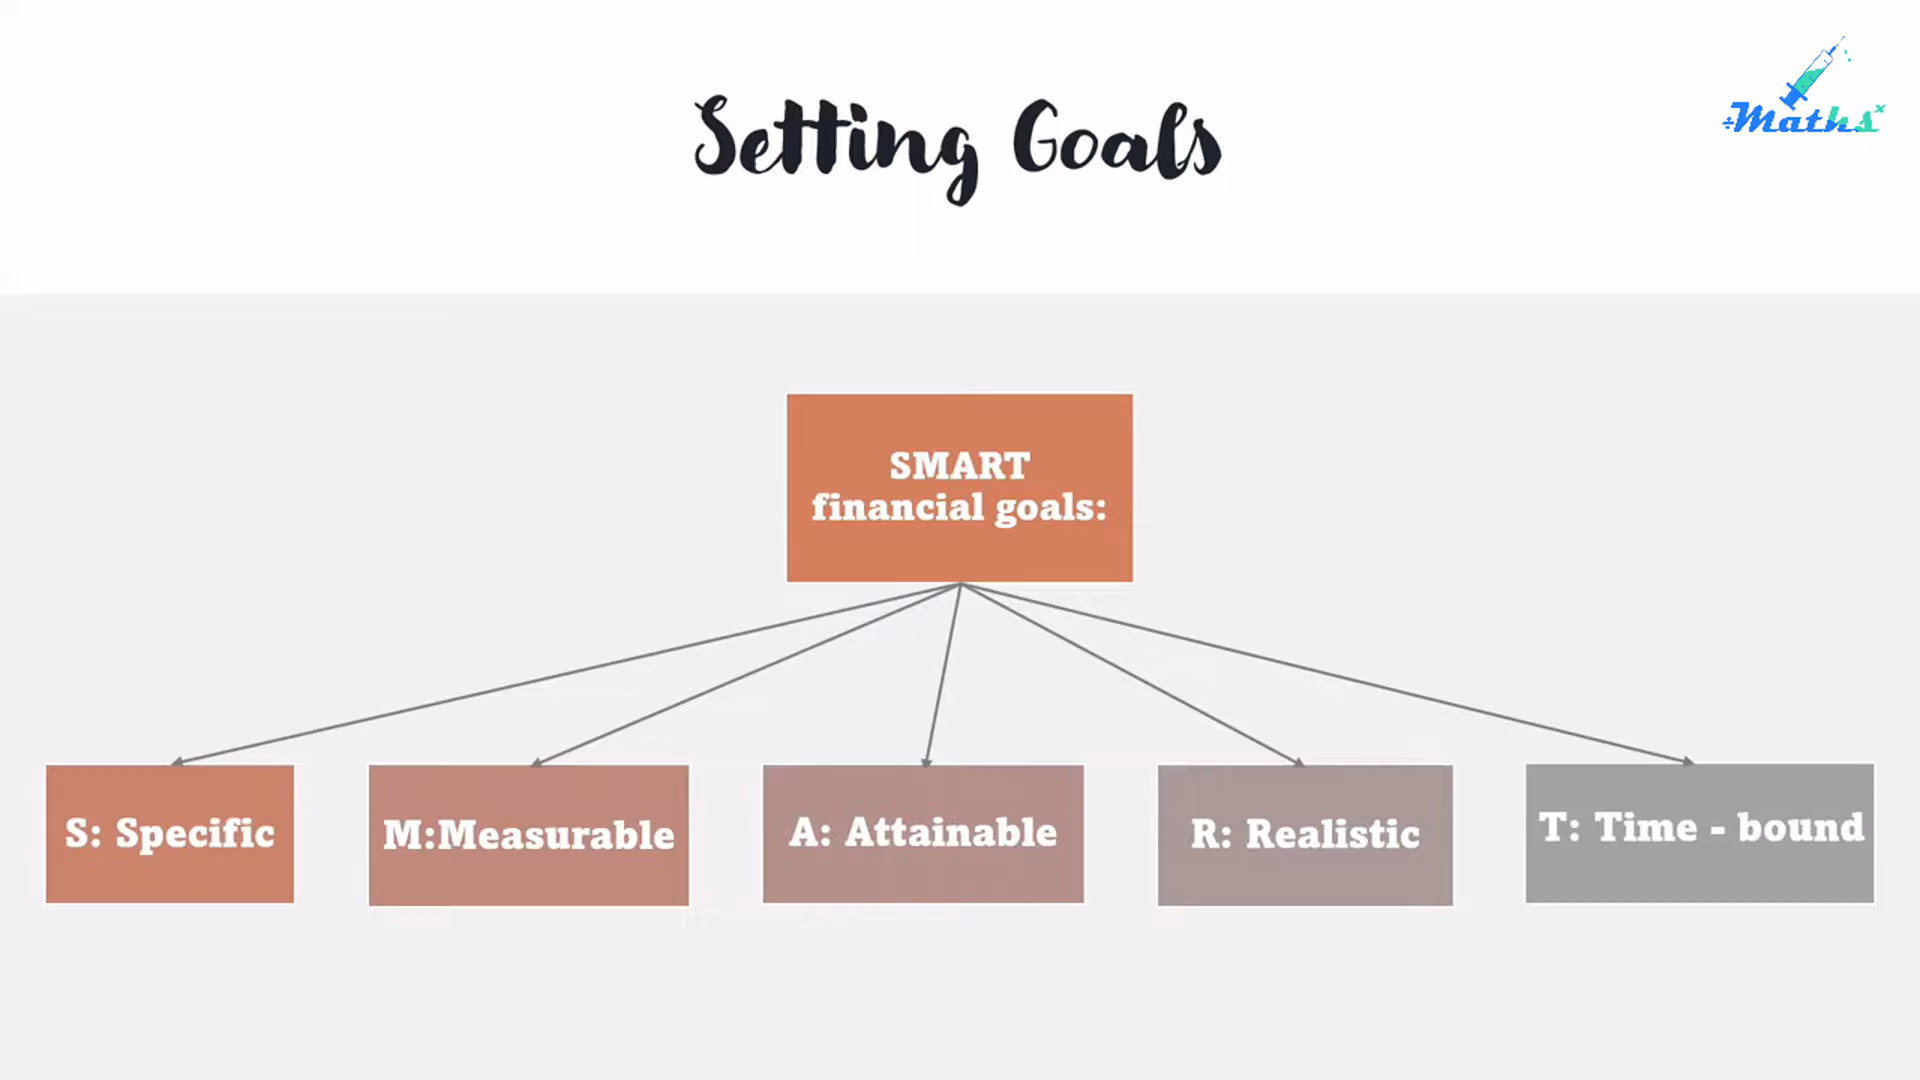 Setting Goals
÷Maths×
SMART
financial goals:
S: Specific
M:Measurable
A: Attainable
R: Realistic
T: Time - bound